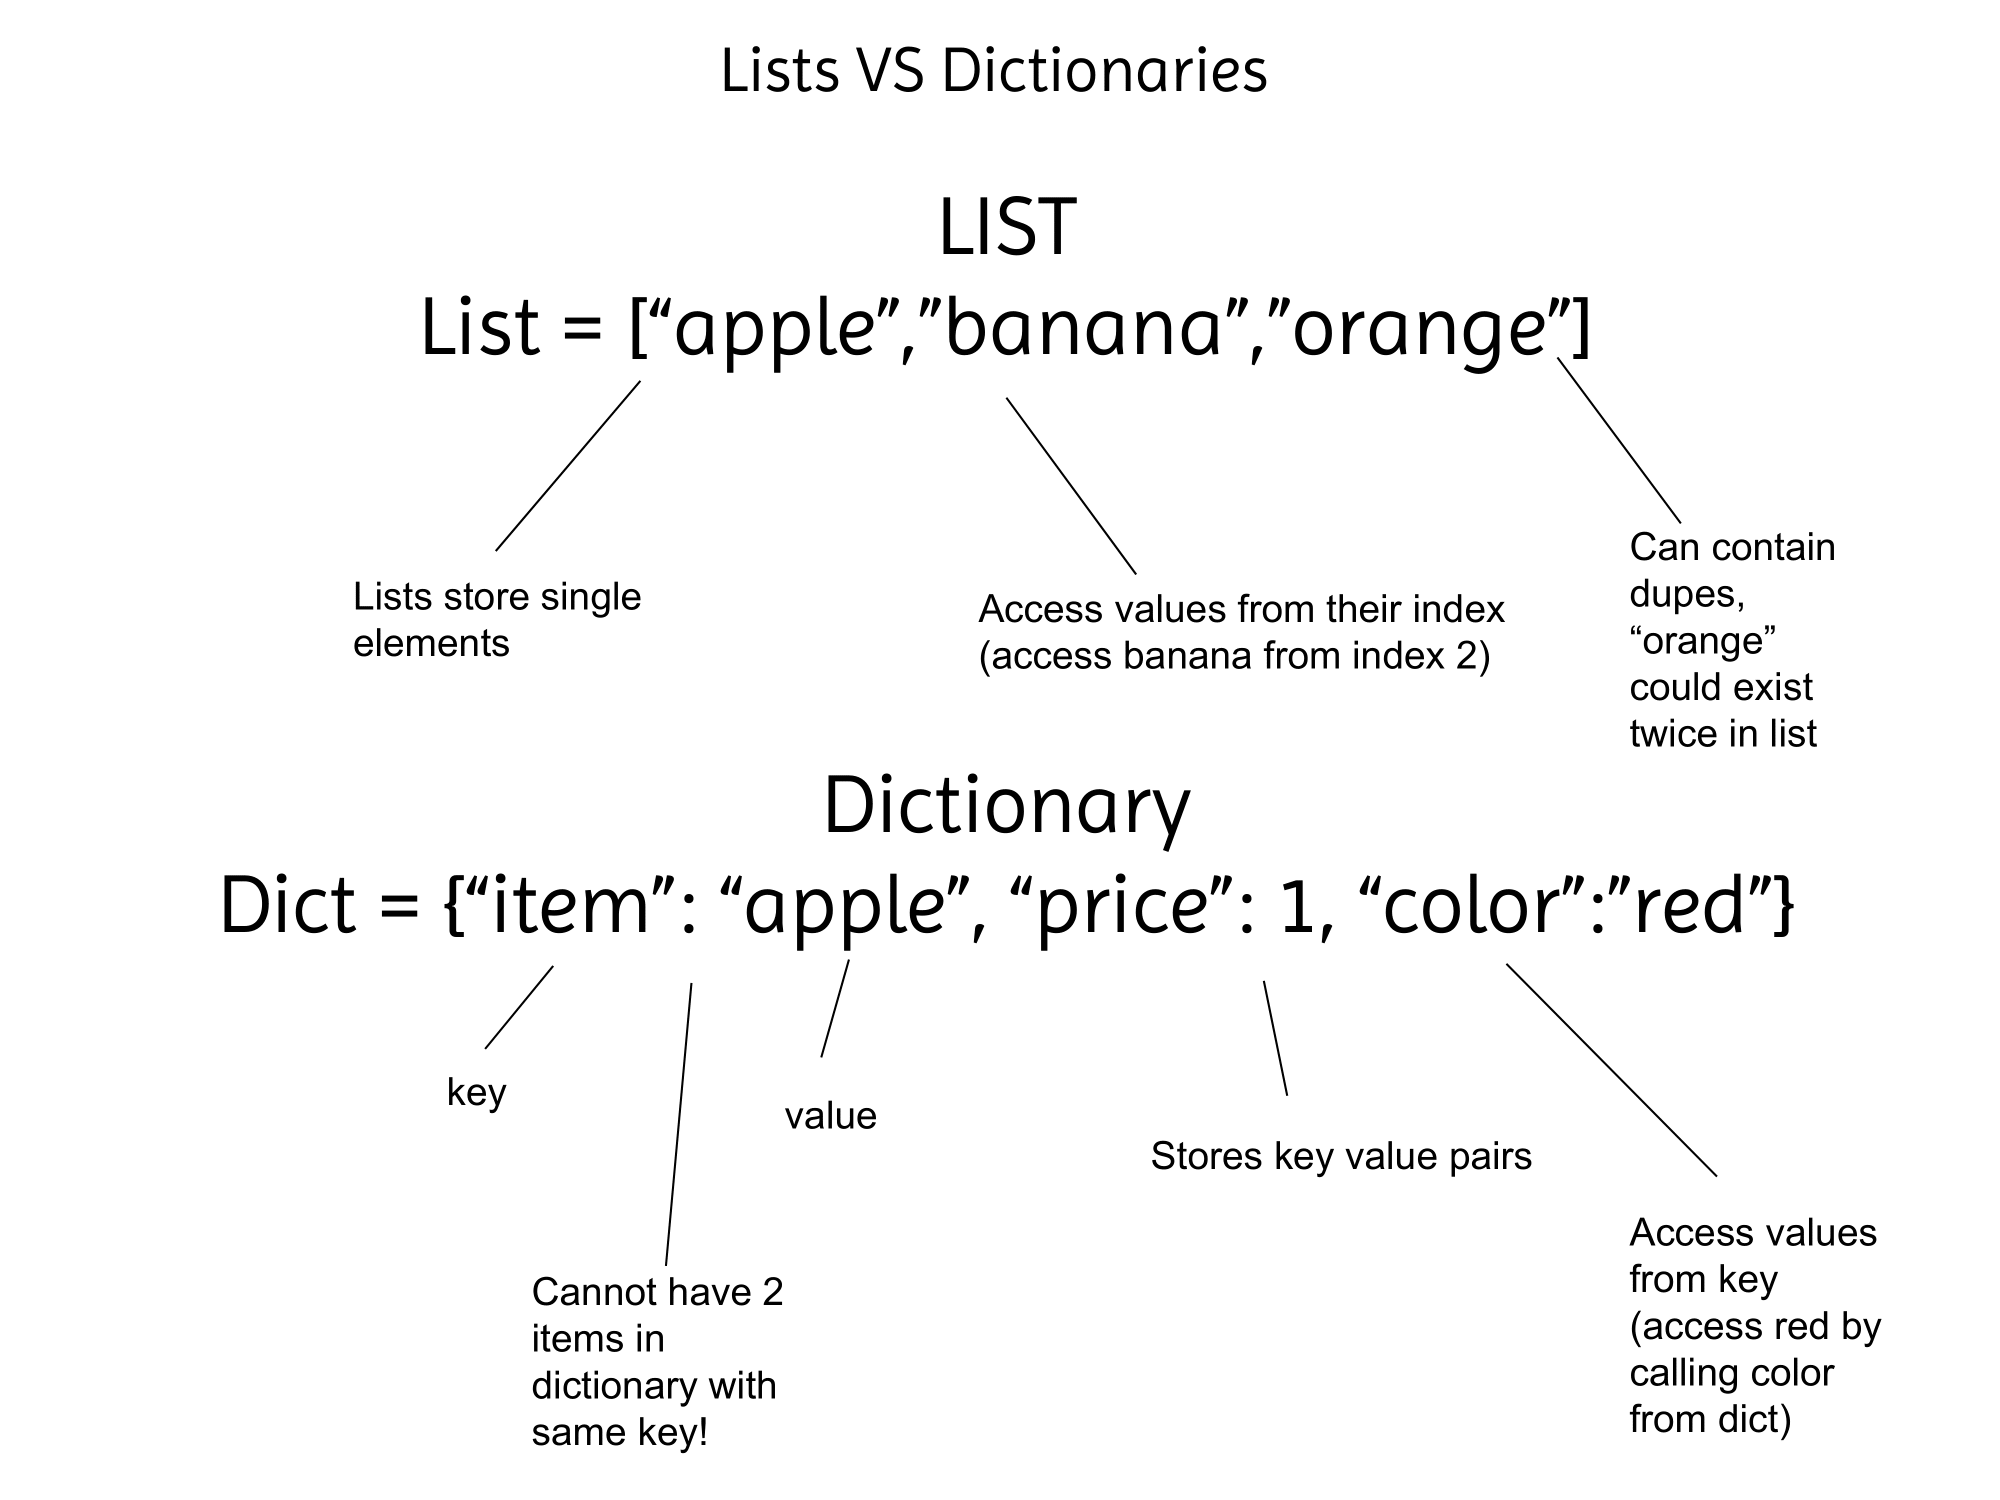 Lists VS Dictionaries
LIST
List = [“apple”,”banana”,”orange”]
Lists store single
elements
Access values from their index
(access banana from index 2)
Can contain
dupes,
“orange”
could exist
twice in list
Dictionary
Dict = {“item”: “apple”, “price”: 1, “color”:”red”}
key
value
Stores key value pairs
Cannot have 2
items in
dictionary with
same key!
Access values
from key
(access red by
calling color
from dict)